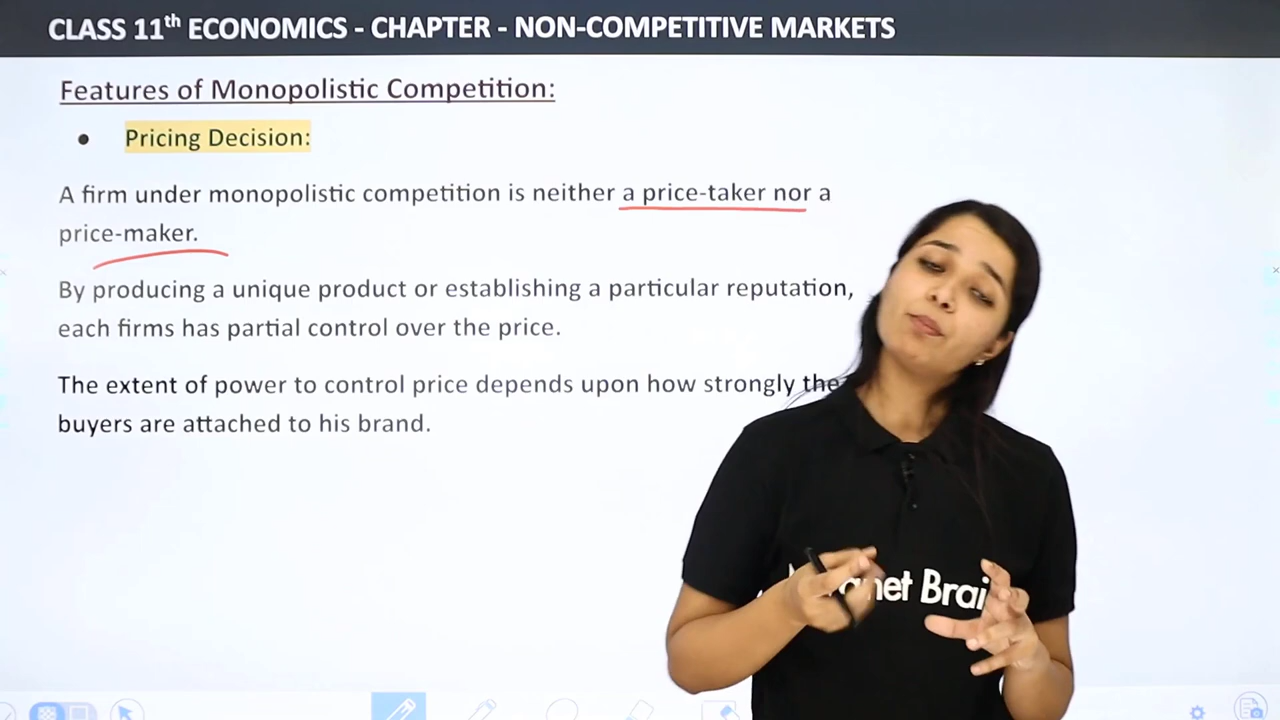 CLASS 11th ECONOMICS - CHAPTER - NON-COMPETITIVE MARKETS
Features of Monopolistic Competition:
● Pricing Decision:
A firm under monopolistic competition is neither a price-taker nor a
price-maker.
By producing a unique product or establishing a particular reputation,
each firms has partial control over the price.
The extent of power to control price depends upon how strongly the
buyers are attached to his brand.